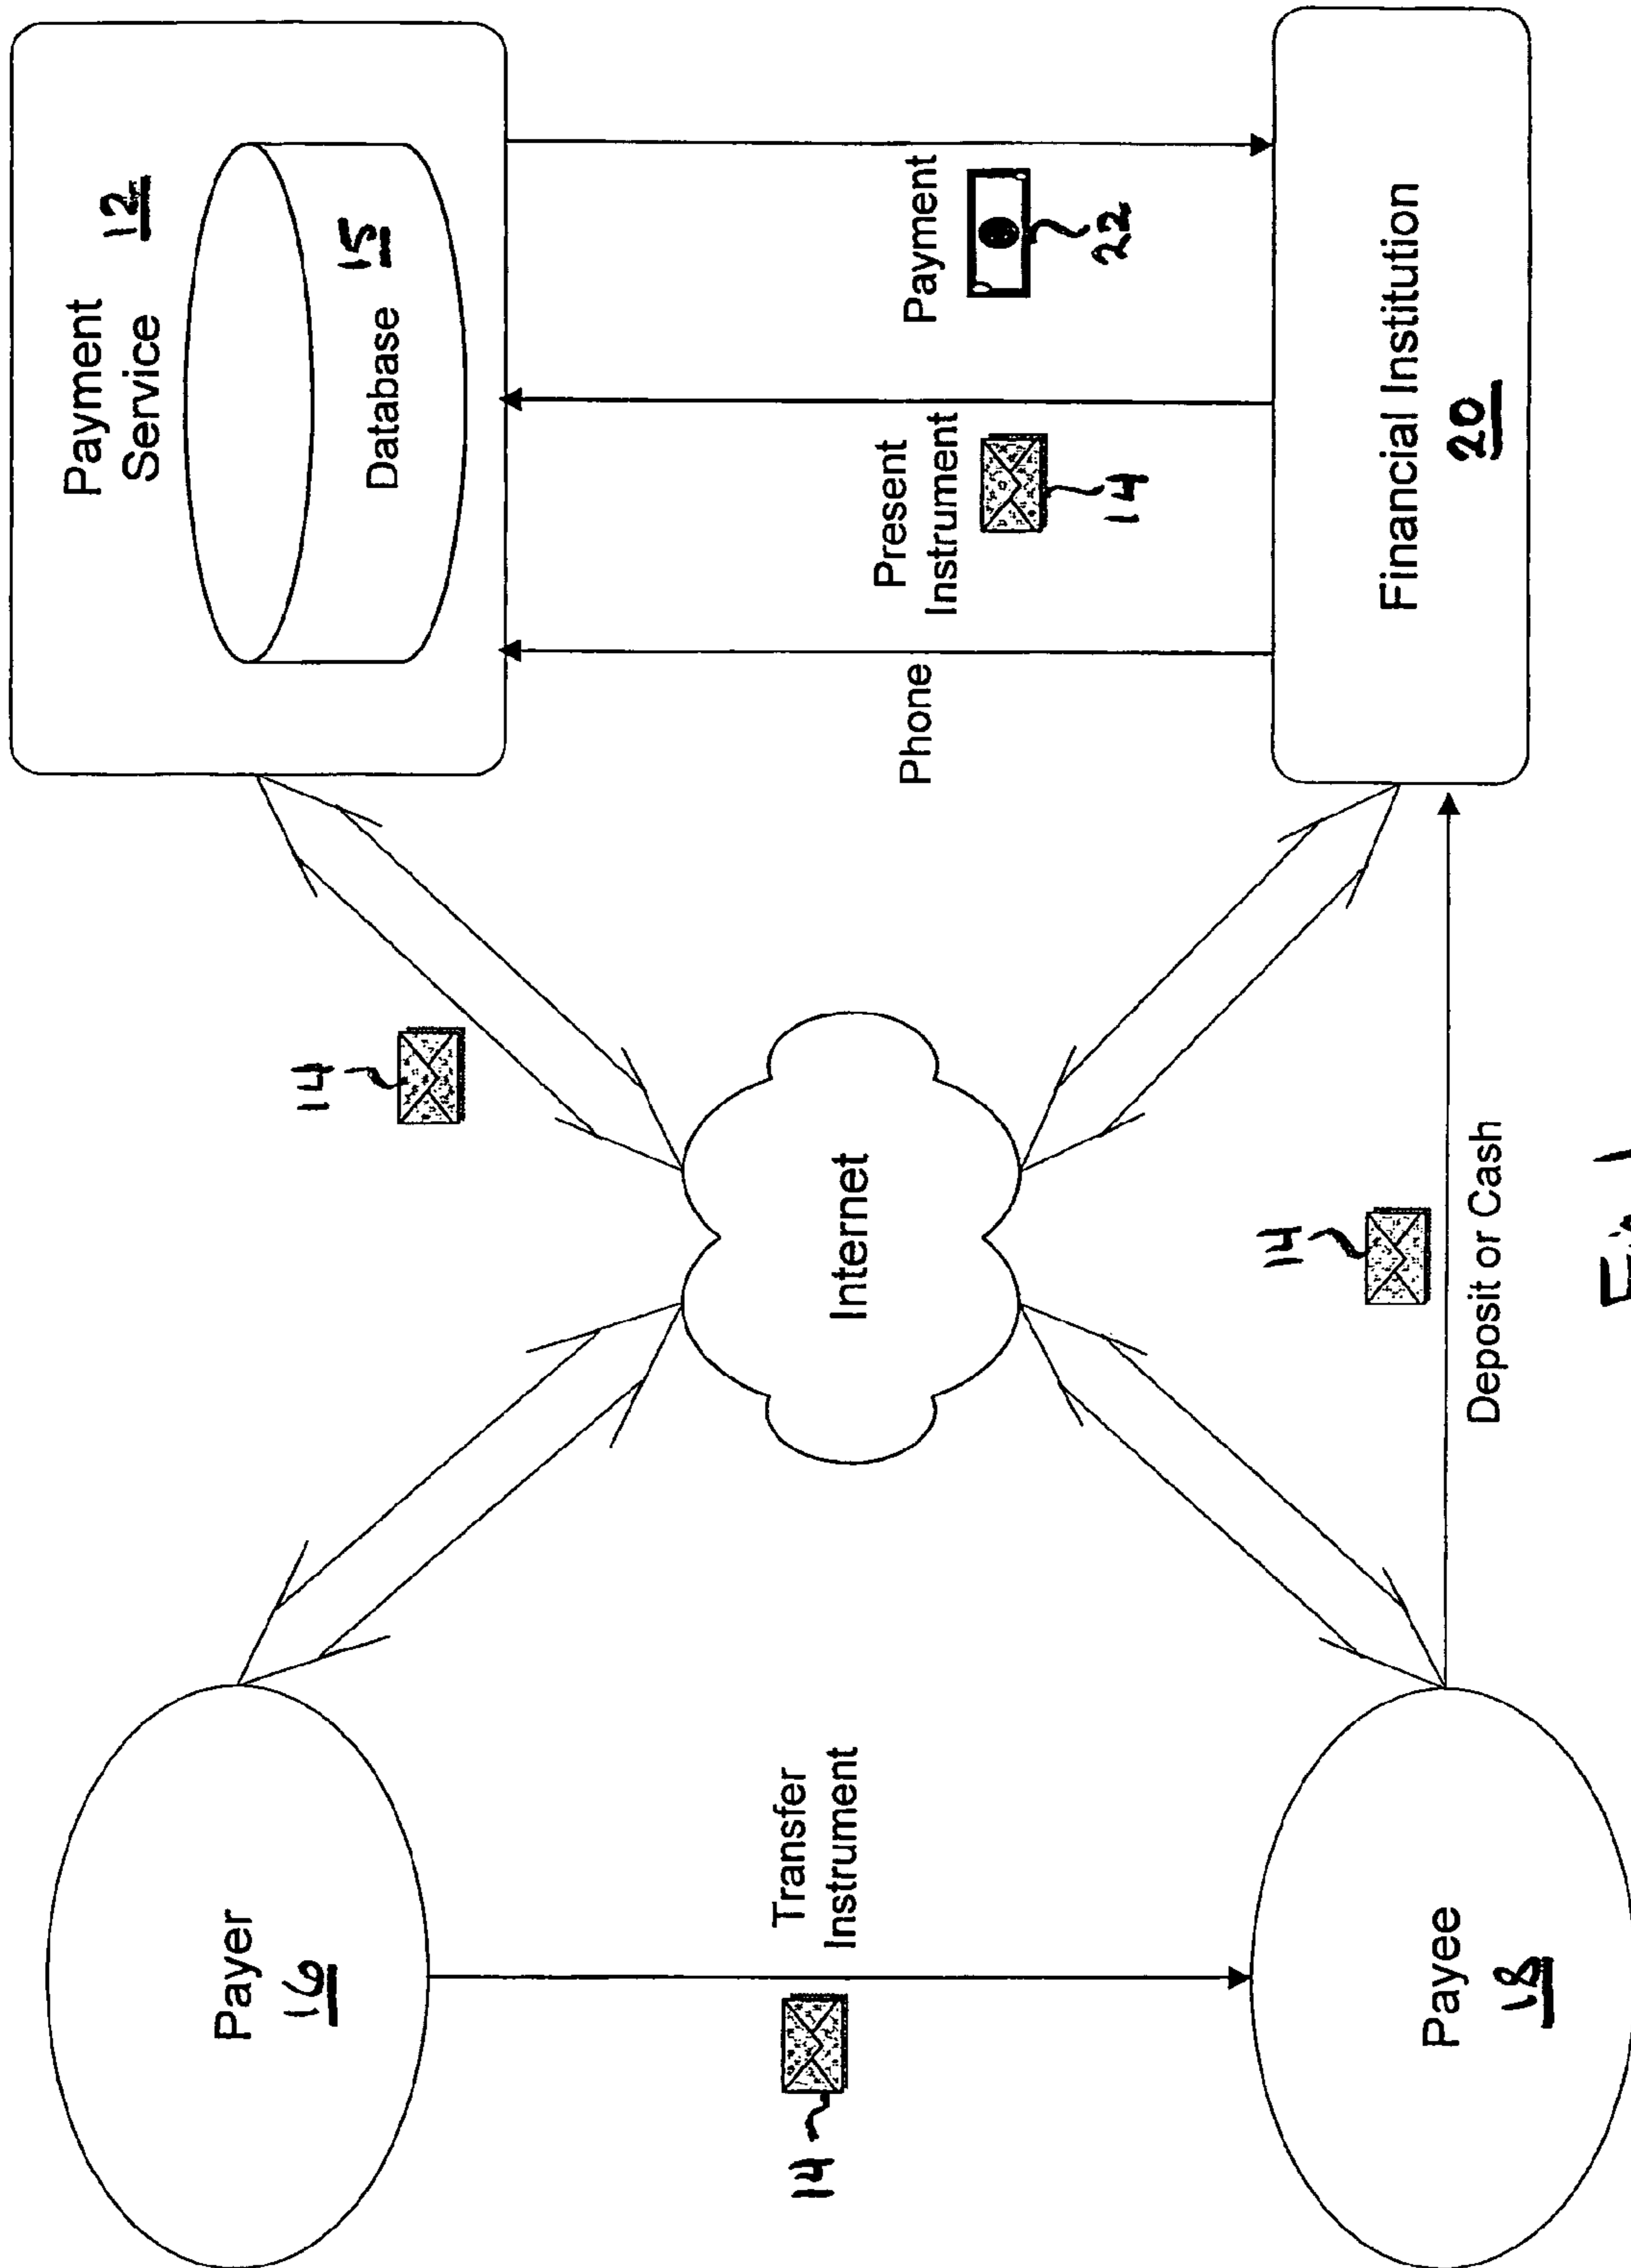 Payment
Service
12
15
Database
Payer
16
14
14
Transfer
Instrument
Internet
Phone
Present
Instrument
14
Payment
22
14
Payee
18
Deposit or Cash
Financial Institution
20